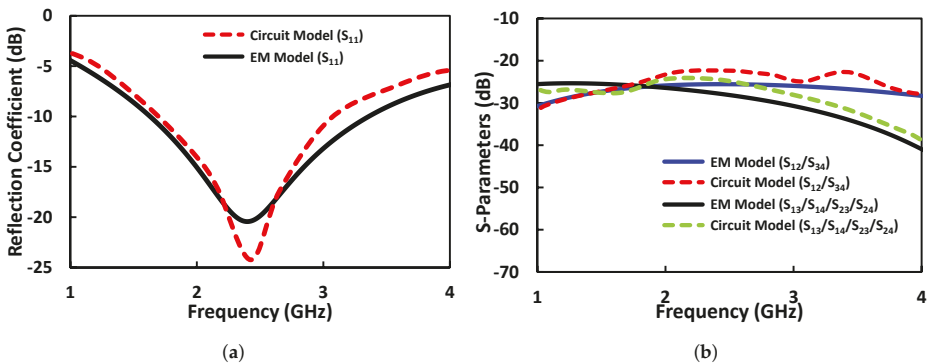 0
-5
-10
-15
-20
-25
Reflection Coefficient (dB)
Circuit Model (S11)
EM Model (S11)
1 2 3 4
Frequency (GHz)
(a)
-10
-20
-30
-40
-50
-60
-70
S-Parameters (dB)
EM Model (S12/S34)
Circuit Model (S12/S34)
EM Model (S13/S14/S23/S24)
Circuit Model (S13/S14/S23/S24)
1 2 3 4
Frequency (GHz)
(b)